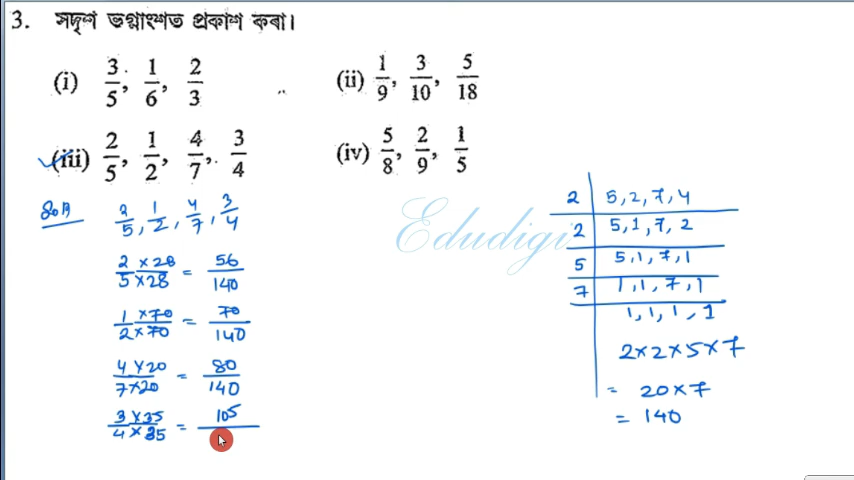 3. সদৃশ ভগ্নাংশত প্ৰকাশ কৰা।
(i) 3/5, 1/6, 2/3
(ii) 1/9, 3/10, 5/18
(iii) 2/5, 1/2, 4/7, 3/4
(iv) 5/8, 2/9, 1/5
Edudigi
Solⁿ 2/5, 1/2, 4/7, 3/4
2×28/5×28 = 56/140
1×70/2×70 = 70/140
4×20/7×20 = 80/140
3×35/4×35 = 105/
2 | 5, 2, 7, 4
2 | 5, 1, 7, 2
5 | 5, 1, 7, 1
7 | 1, 1, 7, 1
1, 1, 1, 1
2×2×5×7
= 20×7
= 140